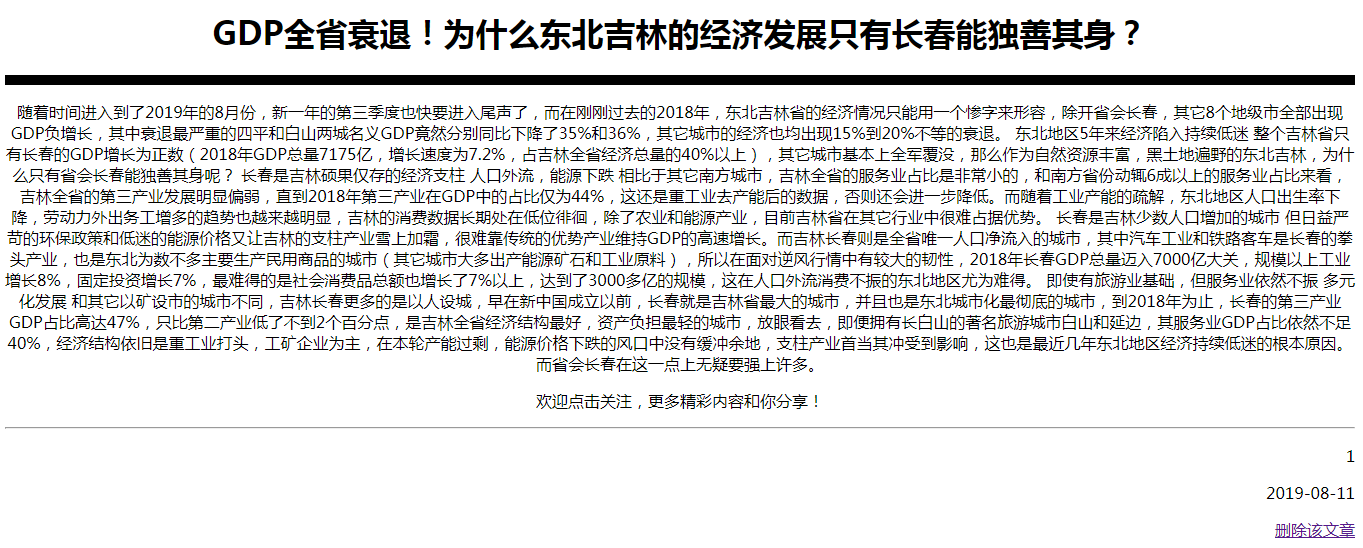 GDP全省衰退！为什么东北吉林的经济发展只有长春能独善其身？
随着时间进入到了2019年的8月份，新一年的第三季度也快要进入尾声了，而在刚刚过去的2018年，东北吉林省的经济情况只能用一个惨字来形容，除开省会长春，其它8个地级市全部出现
GDP负增长，其中衰退最严重的四平和白山两城名义GDP竟然分别同比下降了35%和36%，其它城市的经济也均出现15%到20%不等的衰退。 东北地区5年来经济陷入持续低迷 整个吉林省只
有长春的GDP增长为正数（2018年GDP总量7175亿，增长速度为7.2%，占吉林全省经济总量的40%以上），其它城市基本上全军覆没，那么作为自然资源丰富，黑土地遍野的东北吉林，为什
么只有省会长春能独善其身呢？ 长春是吉林硕果仅存的经济支柱 人口外流，能源下跌 相比于其它南方城市，吉林全省的服务业占比是非常小的，和南方省份动辄6成以上的服务业占比来看，
吉林全省的第三产业发展明显偏弱，直到2018年第三产业在GDP中的占比仅为44%，这还是重工业去产能后的数据，否则还会进一步降低。而随着工业产能的疏解，东北地区人口出生率下
降，劳动力外出务工增多的趋势也越来越明显，吉林的消费数据长期处在低位徘徊，除了农业和能源产业，目前吉林省在其它行业中很难占据优势。 长春是吉林少数人口增加的城市 但日益严
苛的环保政策和低迷的能源价格又让吉林的支柱产业雪上加霜，很难靠传统的优势产业维持GDP的高速增长。而吉林长春则是全省唯一人口净流入的城市，其中汽车工业和铁路客车是长春的拳
头产业，也是东北为数不多主要生产民用商品的城市（其它城市大多出产能源矿石和工业原料），所以在面对逆风行情中有较大的韧性，2018年长春GDP总量迈入7000亿大关，规模以上工业
增长8%，固定投资增长7%，最难得的是社会消费品总额也增长了7%以上，达到了3000多亿的规模，这在人口外流消费不振的东北地区尤为难得。 即使有旅游业基础，但服务业依然不振 多元
化发展 和其它以矿设市的城市不同，吉林长春更多的是以人设城，早在新中国成立以前，长春就是吉林省最大的城市，并且也是东北城市化最彻底的城市，到2018年为止，长春的第三产业
GDP占比高达47%，只比第二产业低了不到2个百分点，是吉林全省经济结构最好，资产负担最轻的城市，放眼看去，即便拥有长白山的著名旅游城市白山和延边，其服务业GDP占比依然不足
40%，经济结构依旧是重工业打头，工矿企业为主，在本轮产能过剩，能源价格下跌的风口中没有缓冲余地，支柱产业首当其冲受到影响，这也是最近几年东北地区经济持续低迷的根本原因。
而省会长春在这一点上无疑要强上许多。
欢迎点击关注，更多精彩内容和你分享！
1
2019-08-11
删除该文章